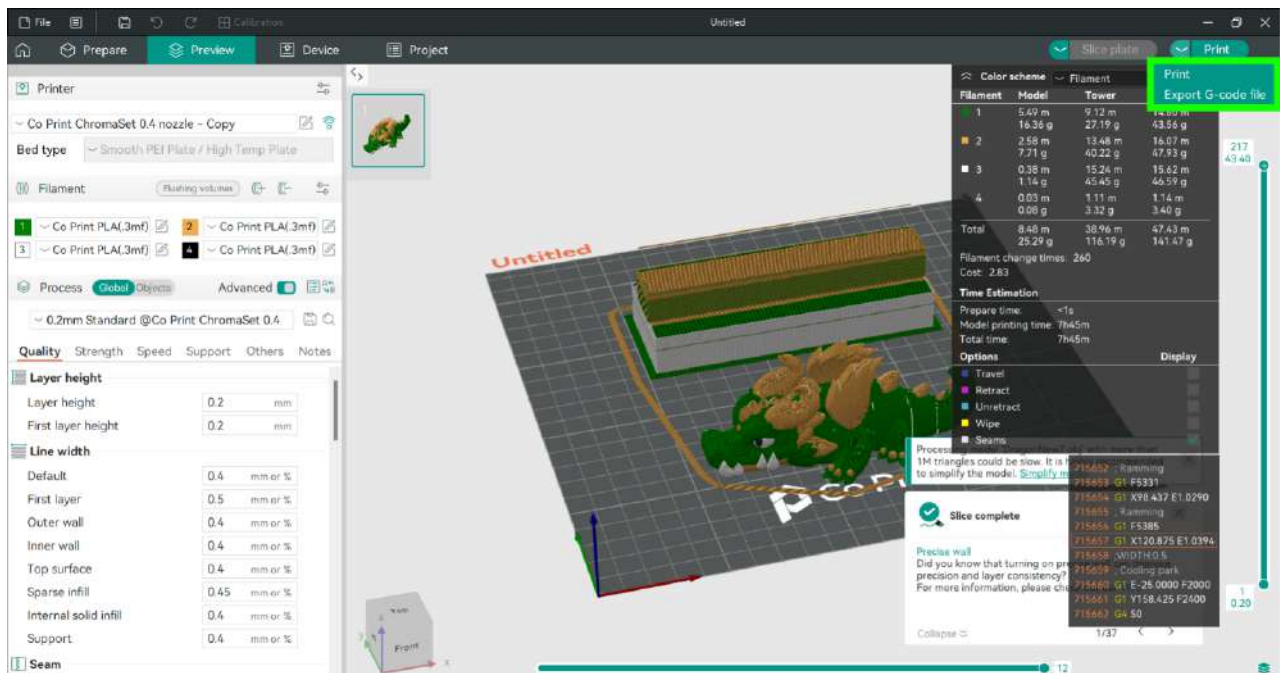 File
Calibration
Untitled
Prepare
Preview
Device
Project
Slice plate
Print
Print
Export G-code file
Printer
Co Print ChromaSet 0.4 nozzle - Copy
Bed type
Smooth PEI Plate / High Temp Plate
Filament
Flushing volumes
1 Co Print PLA(.3mf)
2 Co Print PLA(.3mf)
3 Co Print PLA(.3mf)
4 Co Print PLA(.3mf)
Process Global Objects Advanced
0.2mm Standard @Co Print ChromaSet 0.4
Quality Strength Speed Support Others Notes
Layer height
Layer height 0.2 mm
First layer height 0.2 mm
Line width
Default 0.4 mm or %
First layer 0.5 mm or %
Outer wall 0.4 mm or %
Inner wall 0.4 mm or %
Top surface 0.4 mm or %
Sparse infill 0.45 mm or %
Internal solid infill 0.4 mm or %
Support 0.4 mm or %
Seam
Untitled
Front
x
Color scheme Filament
Filament Model Tower
1 5.49 m 9.12 m
16.36 g 27.19 g 43.56 g
2 2.58 m 13.48 m 16.07 m
7.71 g 40.22 g 47.93 g
3 0.38 m 15.24 m 15.62 m
1.14 g 45.45 g 46.59 g
4 0.03 m 1.11 m 1.14 m
0.08 g 3.32 g 3.40 g
Total 8.48 m 38.96 m 47.43 m
25.29 g 116.19 g 141.47 g
Filament change times: 260
Cost: 2.83
Time Estimation
Prepare time: <1s
Model printing time: 7h45m
Total time: 7h45m
Options Display
Travel
Retract
Unretract
Wipe
Seams
217
43.40
1M triangles could be slow. It is
to simplify the model. Simplify
Slice complete
Precise wall
Did you know that turning on
precision and layer consistency?
For more information, please
Collapse
1/37
715652 ; Ramming
715653 G1 F5331
715654 G1 X98.437 E1.0290
715655 ; Ramming
715656 G1 F5385
715657 G1 X120.875 E1.0394
715658 ;WIDTH:0.5
715659 ; Cooling park
715660 G1 E-25.0000 F2000
715661 G1 Y158.425 F2400
715662 G4 S0
1
0.20
12